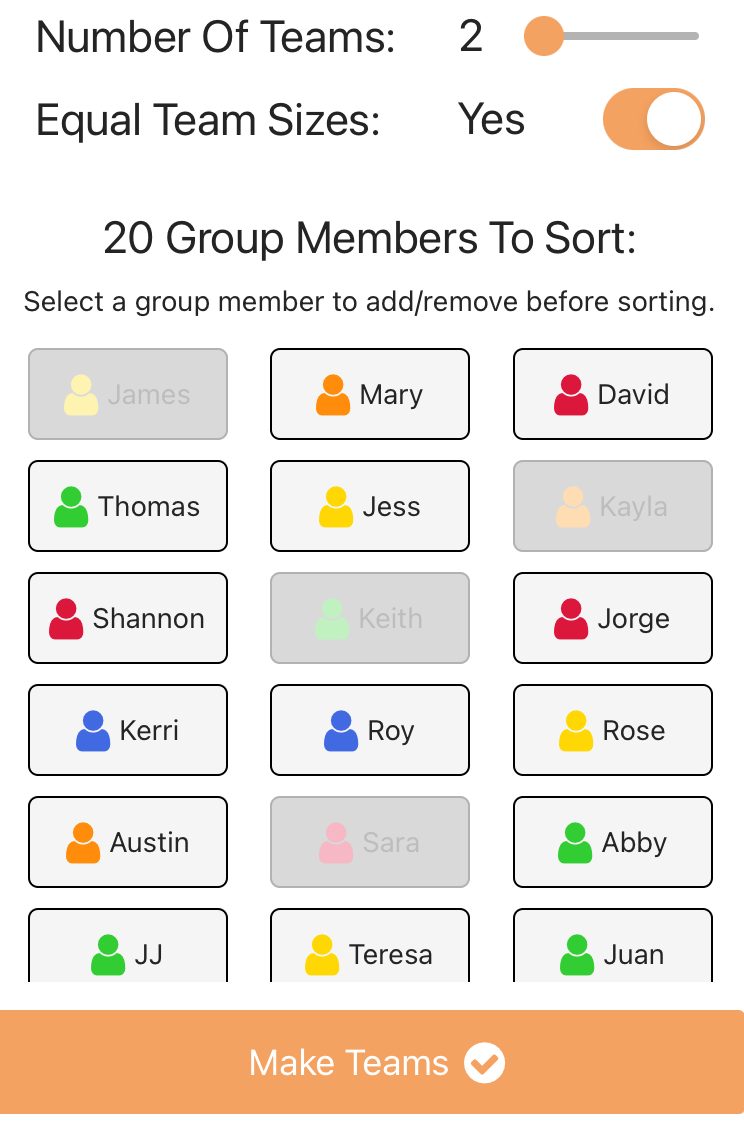 Number Of Teams: 2
Equal Team Sizes: Yes
20 Group Members To Sort:
Select a group member to add/remove before sorting.
James Mary David
Thomas Jess Kayla
Shannon Keith Jorge
Kerri Roy Rose
Austin Sara Abby
JJ Teresa Juan
Make Teams